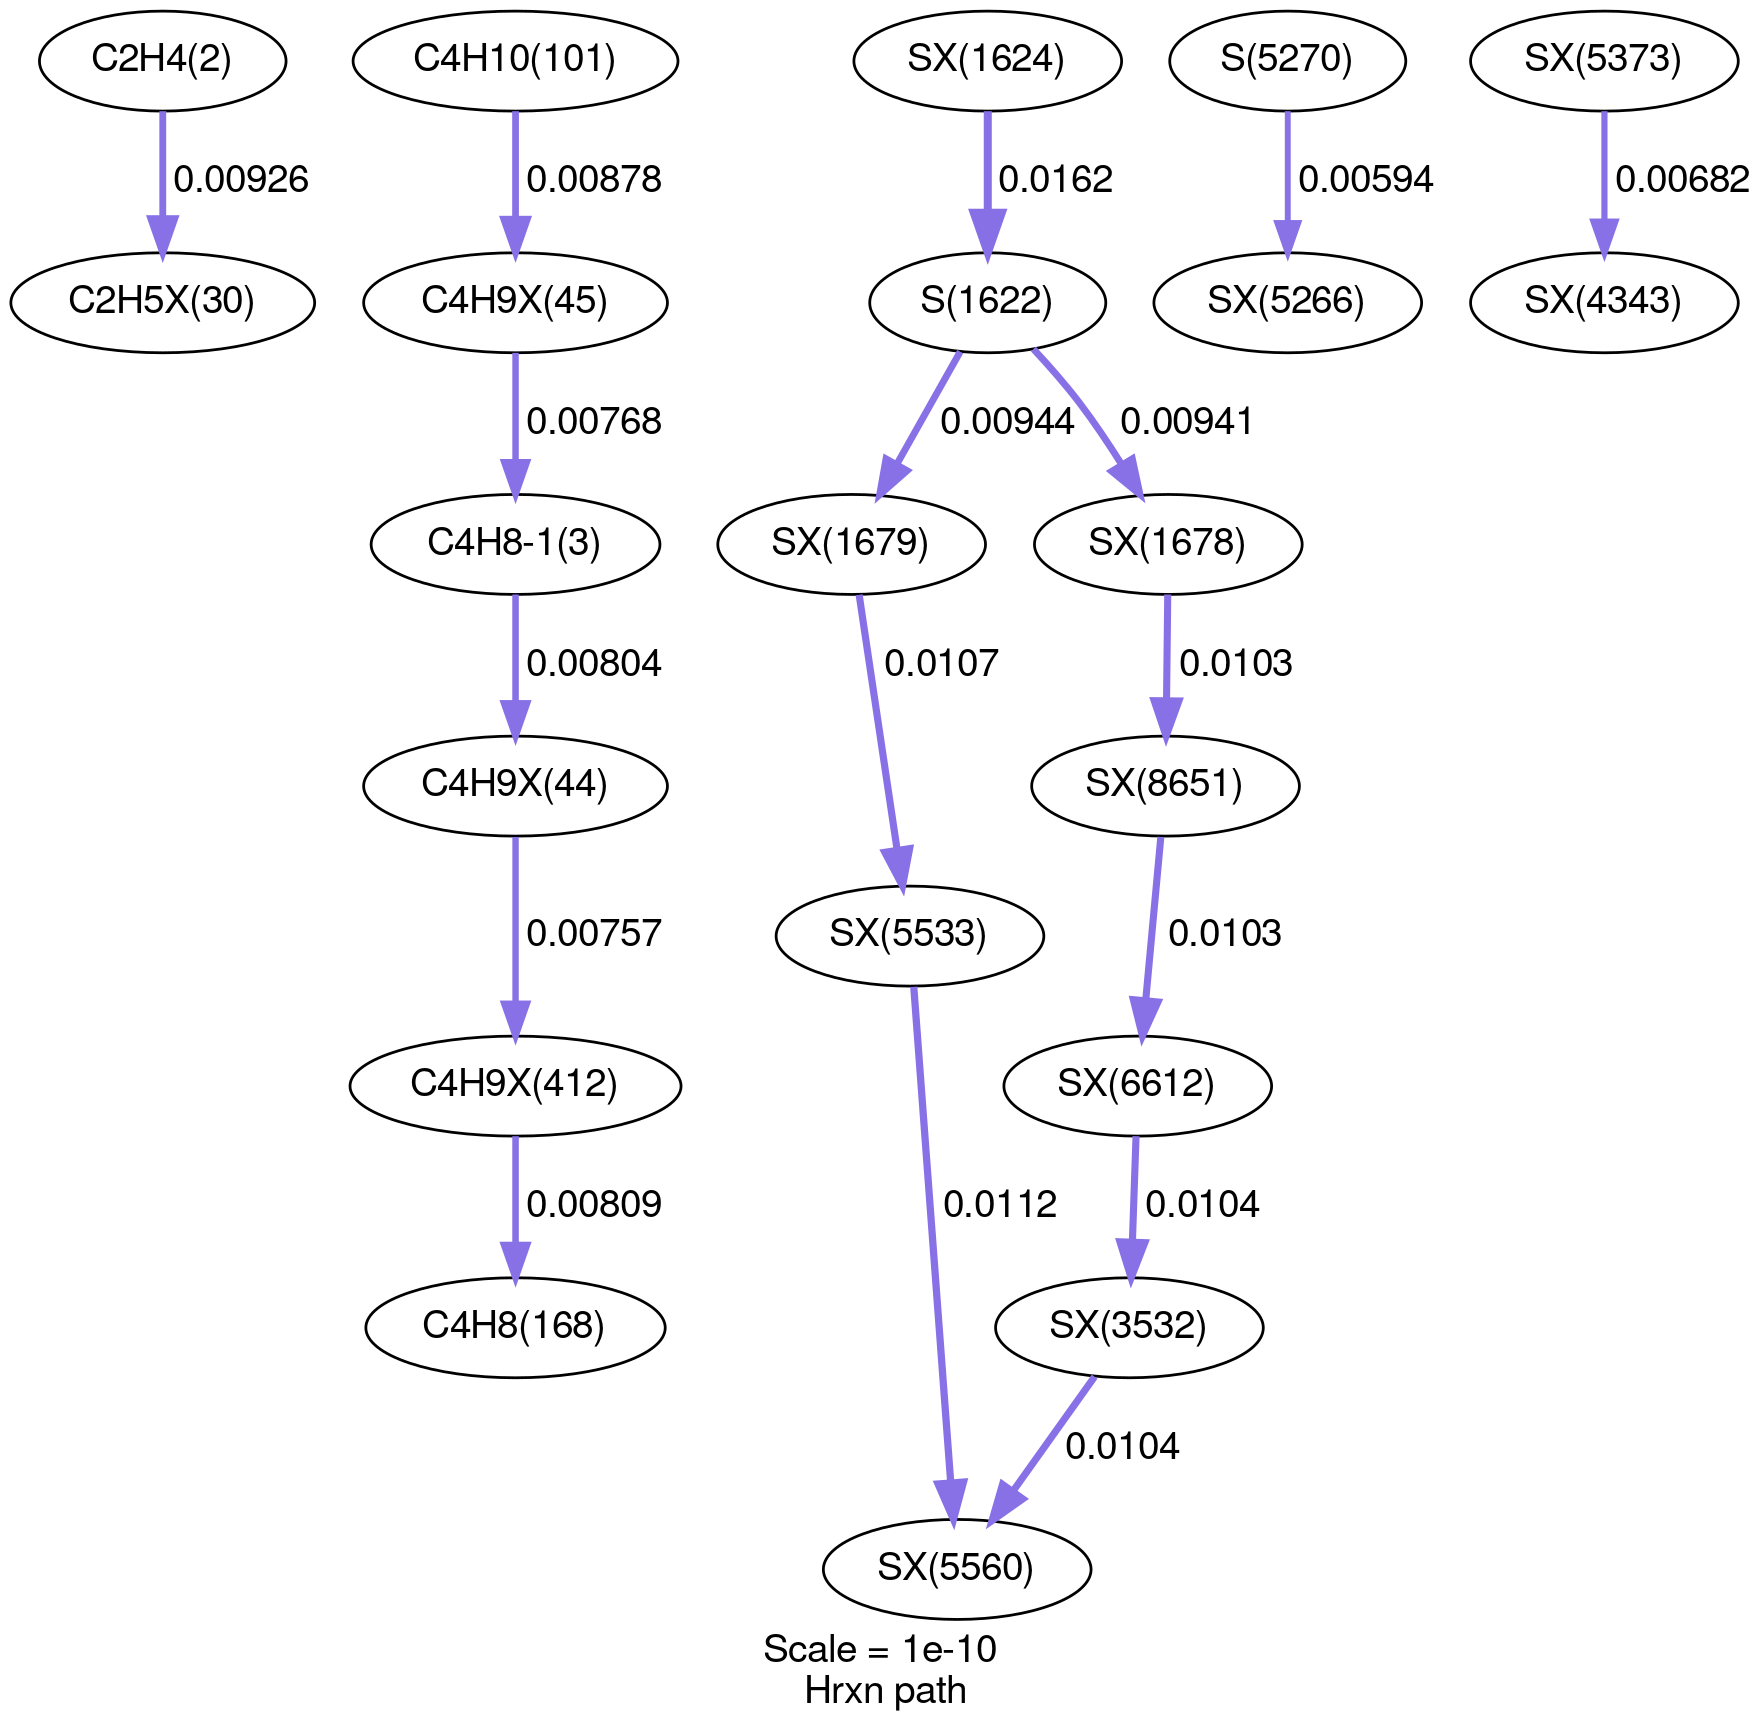 C2H4(2)
C4H10(101)
SX(1624)
S(5270)
SX(5373)
0.00926
0.00878
0.0162
0.00594
0.00682
C2H5X(30)
C4H9X(45)
S(1622)
SX(5266)
SX(4343)
0.00768
0.00944
0.00941
C4H8-1(3)
SX(1679)
SX(1678)
0.00804
0.0107
0.0103
C4H9X(44)
SX(8651)
0.00757
SX(5533)
0.0103
C4H9X(412)
SX(6612)
0.00809
0.0112
0.0104
C4H8(168)
SX(3532)
0.0104
SX(5560)
Scale = 1e-10
Hrxn path